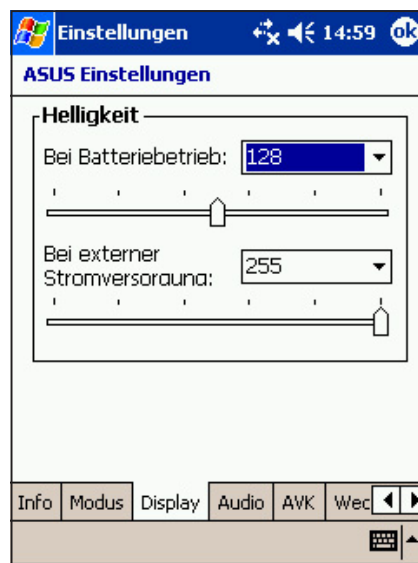 Einstellungen 14:59 ok
ASUS Einstellungen
Helligkeit
Bei Batteriebetrieb: 128
Bei externer
Stromversorgung: 255
Info Modus Display Audio AVK Wec